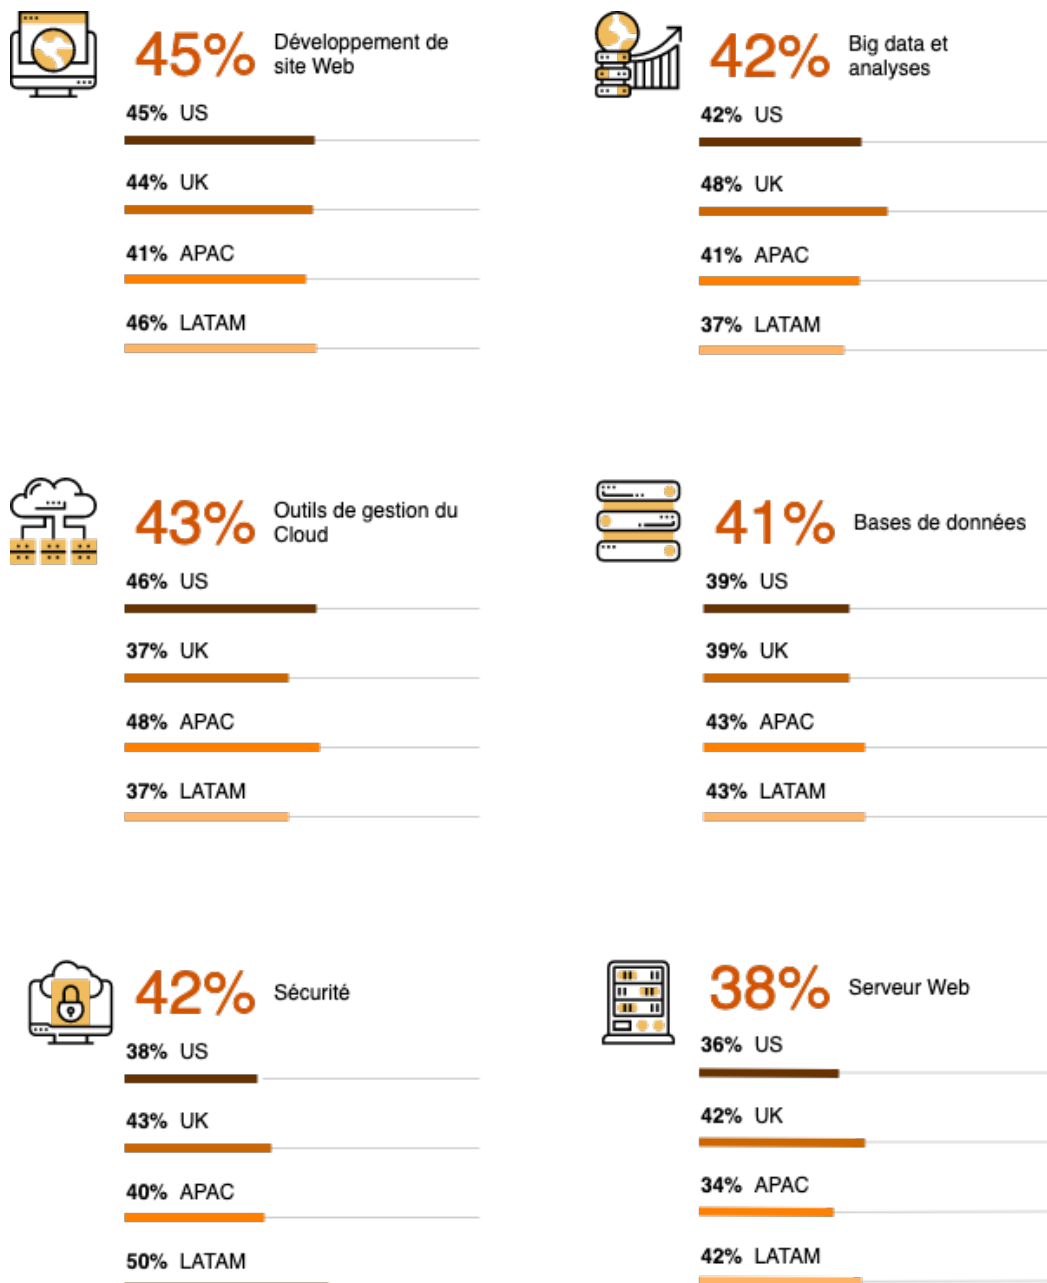 45% Développement de
site Web
45% US
44% UK
41% APAC
46% LATAM
42% Big data et
analyses
42% US
48% UK
41% APAC
37% LATAM
43% Outils de gestion du
Cloud
46% US
37% UK
48% APAC
37% LATAM
41% Bases de données
39% US
39% UK
43% APAC
43% LATAM
42% Sécurité
38% US
43% UK
40% APAC
50% LATAM
38% Serveur Web
36% US
42% UK
34% APAC
42% LATAM